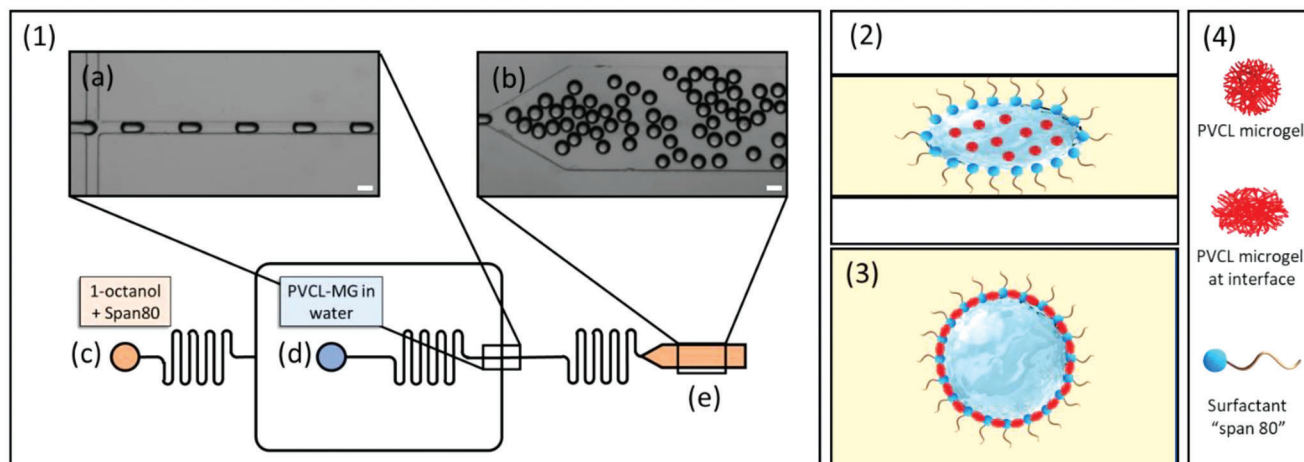 (1)
(a)
(b)
1-octanol
+ Span80
PVCL-MG in
water
(c)
(d)
(e)
(2)
(3)
(4)
PVCL microgel
PVCL microgel
at interface
Surfactant
“span 80”